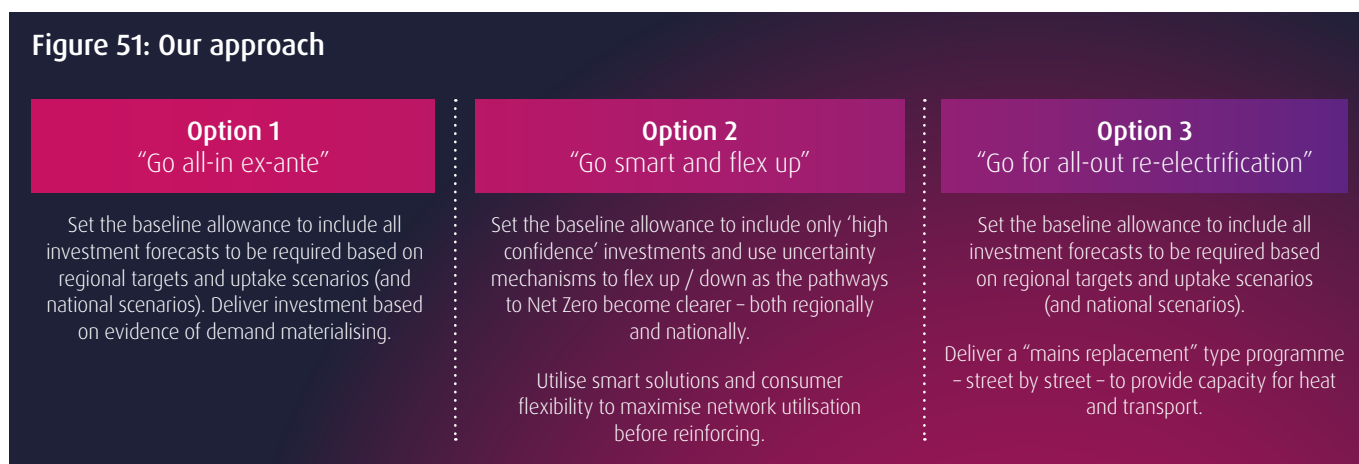 Figure 51: Our approach
Option 1
“Go all-in ex-ante”
Set the baseline allowance to include all
investment forecasts to be required based on
regional targets and uptake scenarios (and
national scenarios). Deliver investment based
on evidence of demand materialising.
Option 2
“Go smart and flex up”
Set the baseline allowance to include only ‘high
confidence’ investments and use uncertainty
mechanisms to flex up / down as the pathways
to Net Zero become clearer – both regionally
and nationally.
Utilise smart solutions and consumer
flexibility to maximise network utilisation
before reinforcing.
Option 3
“Go for all-out re-electrification”
Set the baseline allowance to include all
investment forecasts to be required based
on regional targets and uptake scenarios
(and national scenarios).
Deliver a “mains replacement” type programme
– street by street – to provide capacity for heat
and transport.